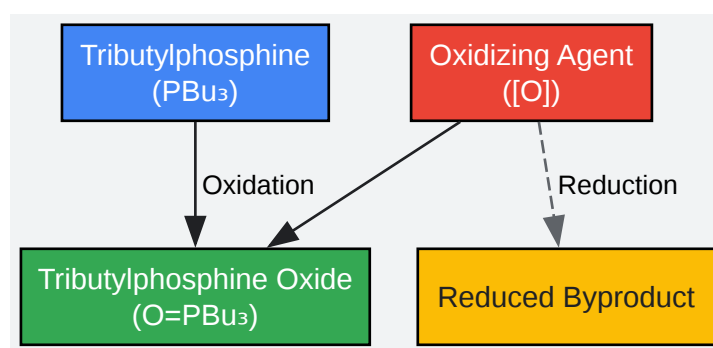 Tributylphosphine
(PBu₃)
Oxidizing Agent
([O])
Oxidation
Reduction
Tributylphosphine Oxide
(O=PBu₃)
Reduced Byproduct